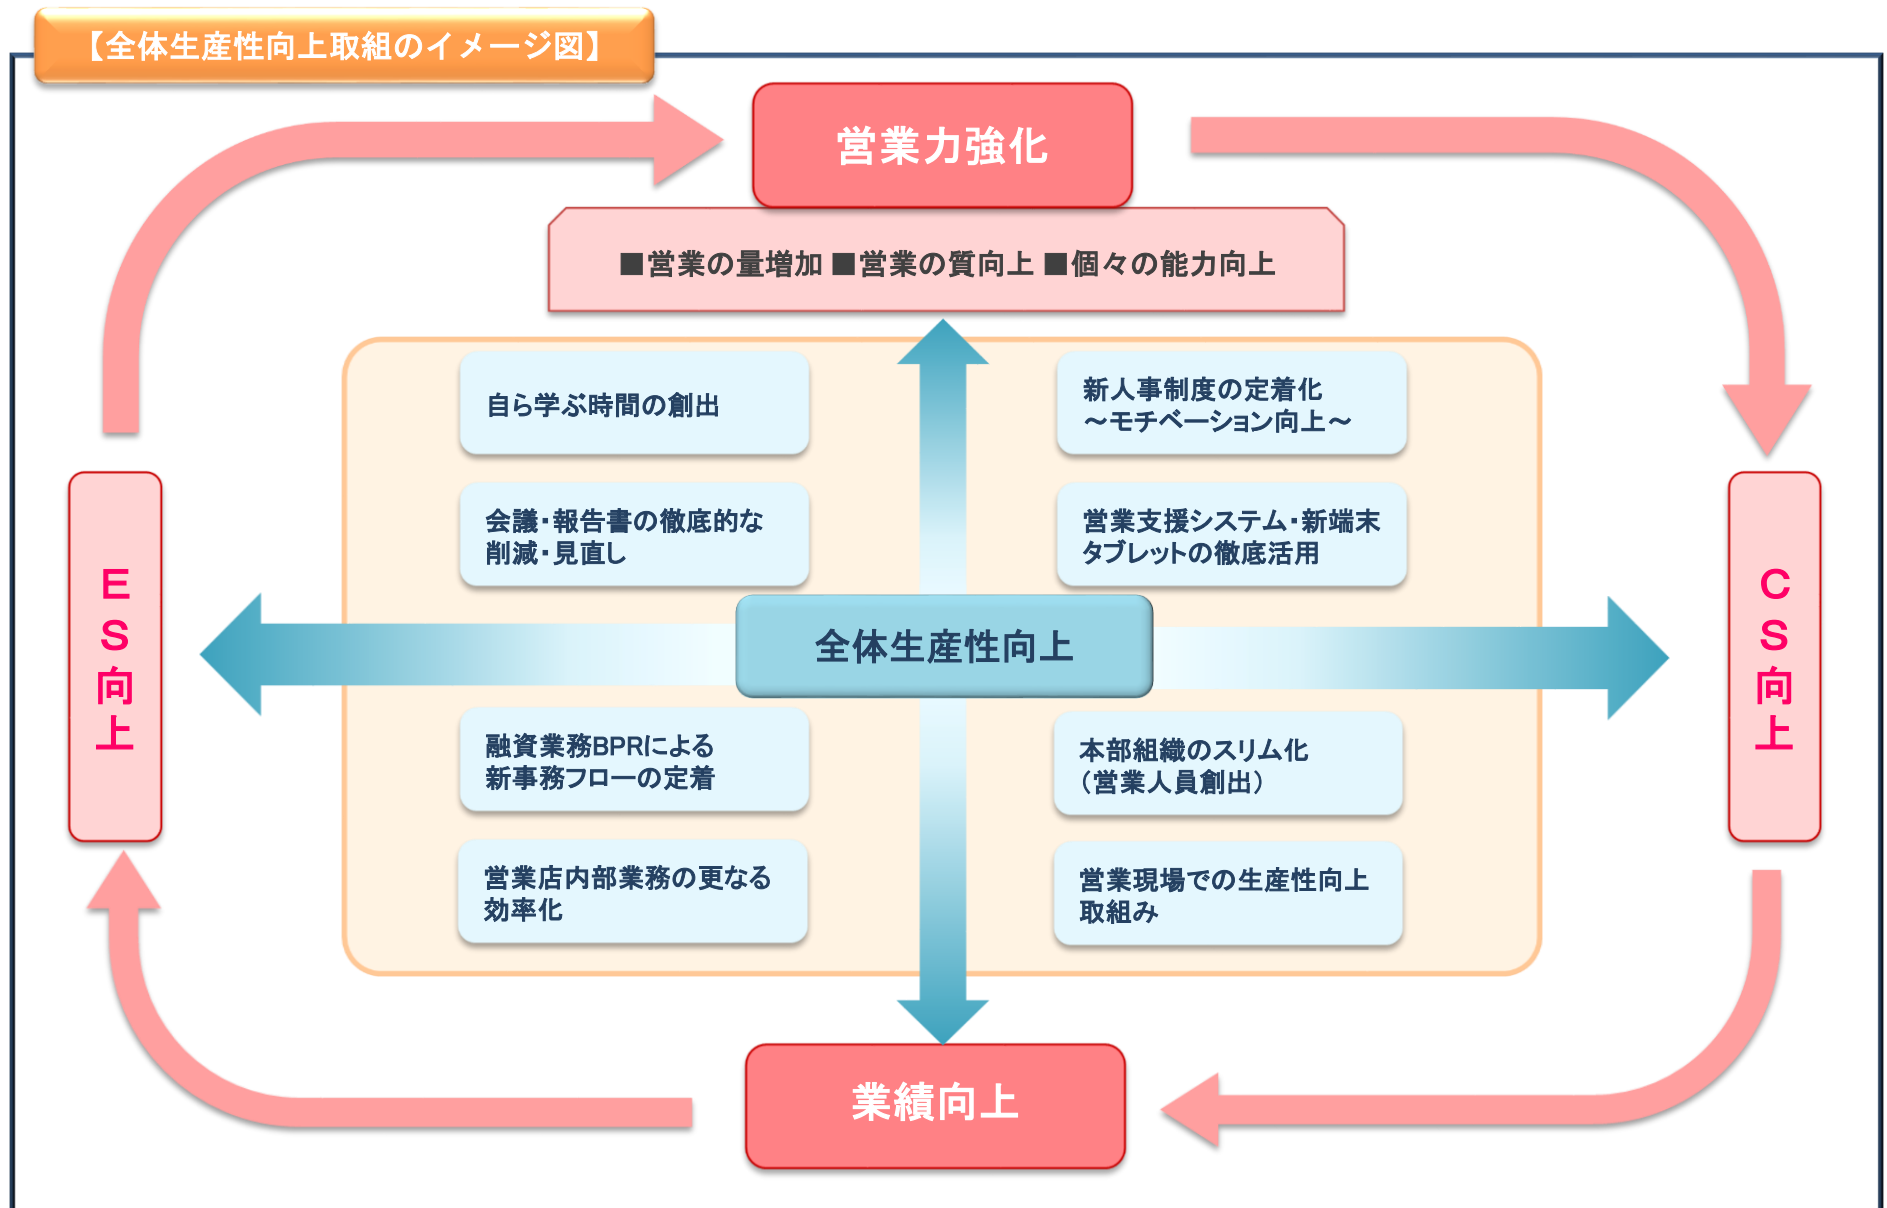 【全体生産性向上取組のイメージ図】
営業力強化
■営業の量増加 ■営業の質向上 ■個々の能力向上
自ら学ぶ時間の創出
新人事制度の定着化
～モチベーション向上～
会議・報告書の徹底的な
削減・見直し
営業支援システム・新端末
タブレットの徹底活用
ES向上
全体生産性向上
CS向上
融資業務BPRによる
新事務フローの定着
本部組織のスリム化
（営業人員創出）
営業店内部業務の更なる
効率化
営業現場での生産性向上
取組み
業績向上